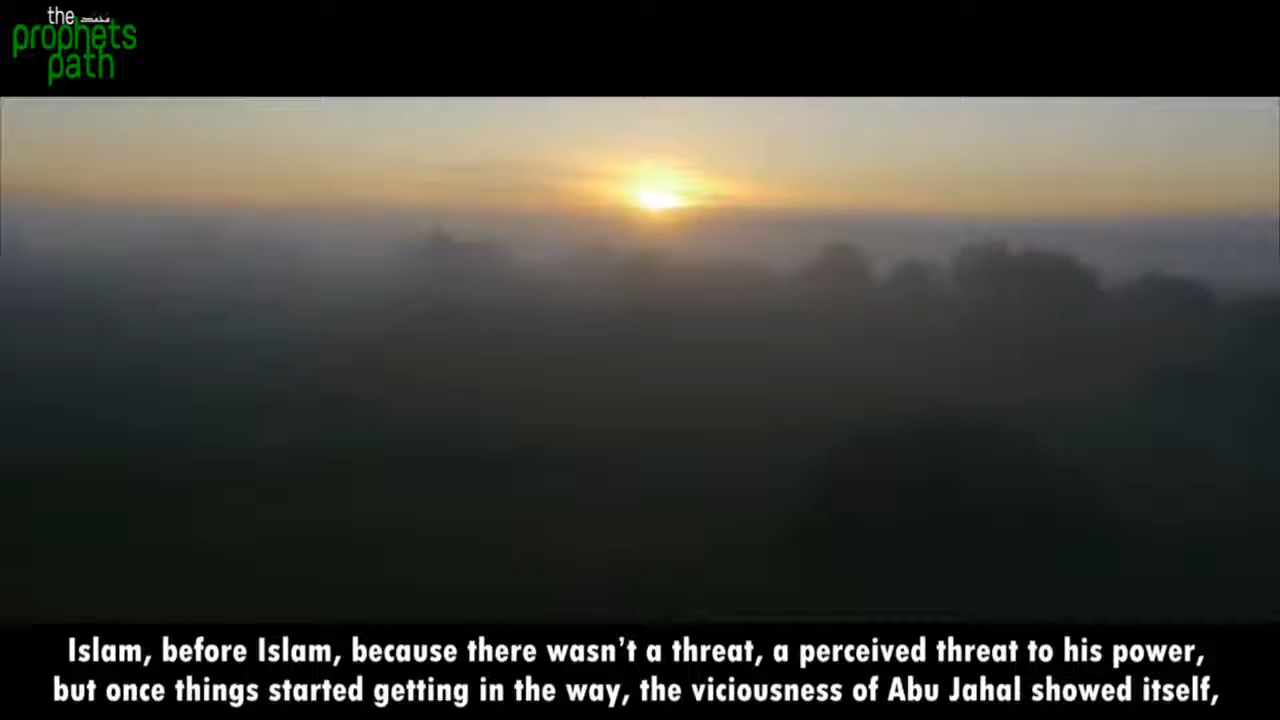 the
prophets
path
Islam, before Islam, because there wasn't a threat, a perceived threat to his power,
but once things started getting in the way, the viciousness of Abu Jahal showed itself,